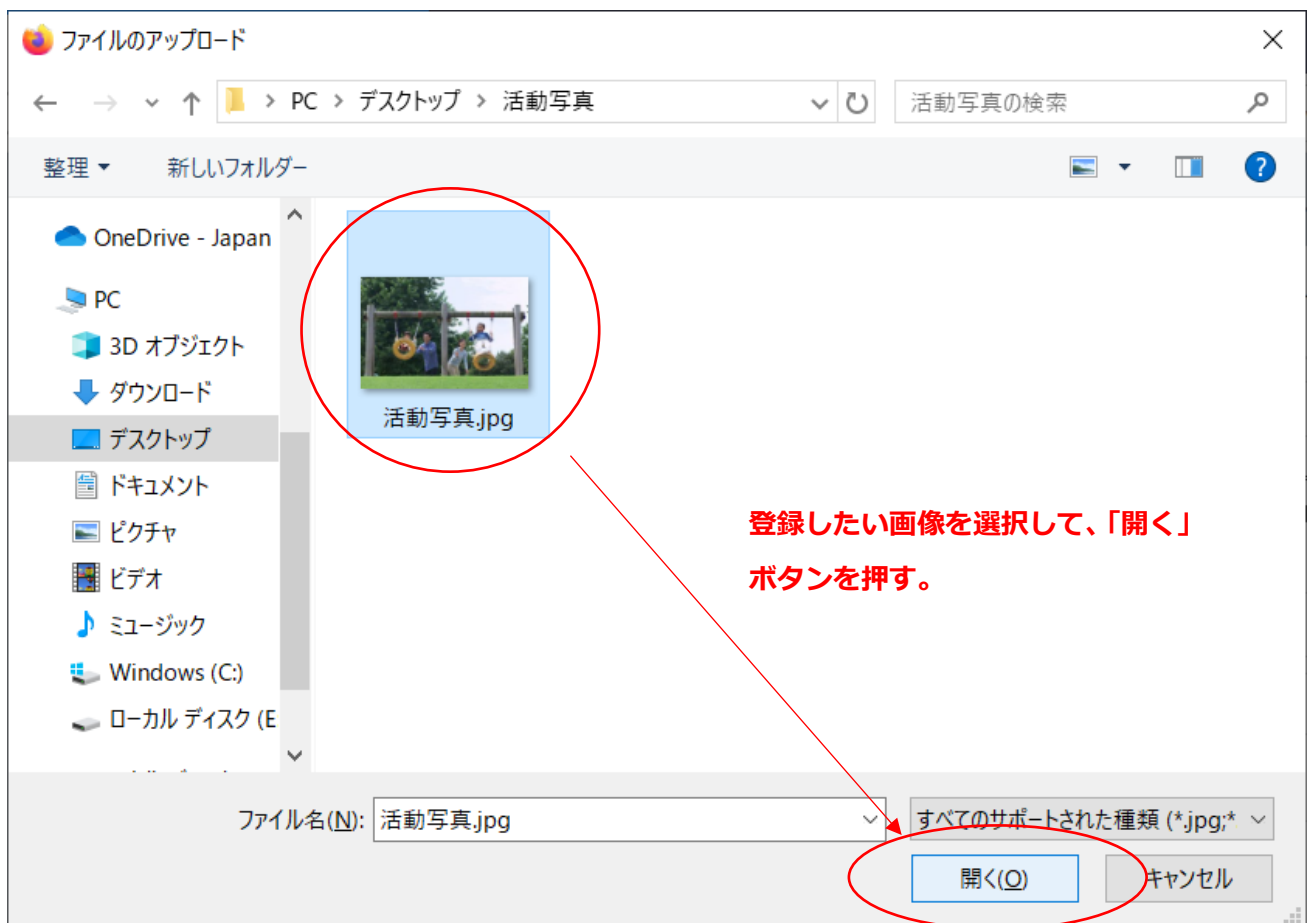 ファイルのアップロード
PC > デスクトップ > 活動写真
活動写真の検索
整理
新しいフォルダー
OneDrive - Japan
PC
3D オブジェクト
ダウンロード
デスクトップ
ドキュメント
ピクチャ
ビデオ
ミュージック
Windows (C:)
ローカル ディスク (E
活動写真.jpg
登録したい画像を選択して、「開く」
ボタンを押す。
ファイル名(N): 活動写真.jpg
すべてのサポートされた種類 (*.jpg;*
開く(O)
キャンセル